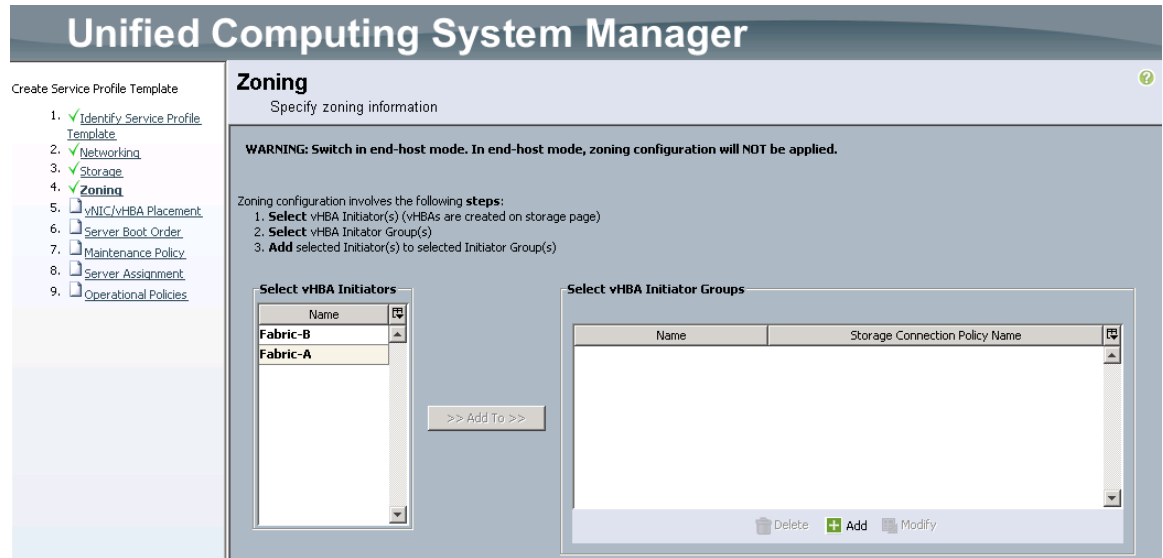 Unified Computing System Manager
Create Service Profile Template
1. Identify Service Profile
Template
2. Networking
3. Storage
4. Zoning
5. vNIC/vHBA Placement
6. Server Boot Order
7. Maintenance Policy
8. Server Assignment
9. Operational Policies
Zoning
Specify zoning information
?
WARNING: Switch in end-host mode. In end-host mode, zoning configuration will NOT be applied.
Zoning configuration involves the following steps:
1. Select vHBA Initiator(s) (vHBAs are created on storage page)
2. Select vHBA Initator Group(s)
3. Add selected Initiator(s) to selected Initiator Group(s)
Select vHBA Initiators
Name
Fabric-B
Fabric-A
>> Add To >>
Select vHBA Initiator Groups
Name Storage Connection Policy Name
Delete Add Modify